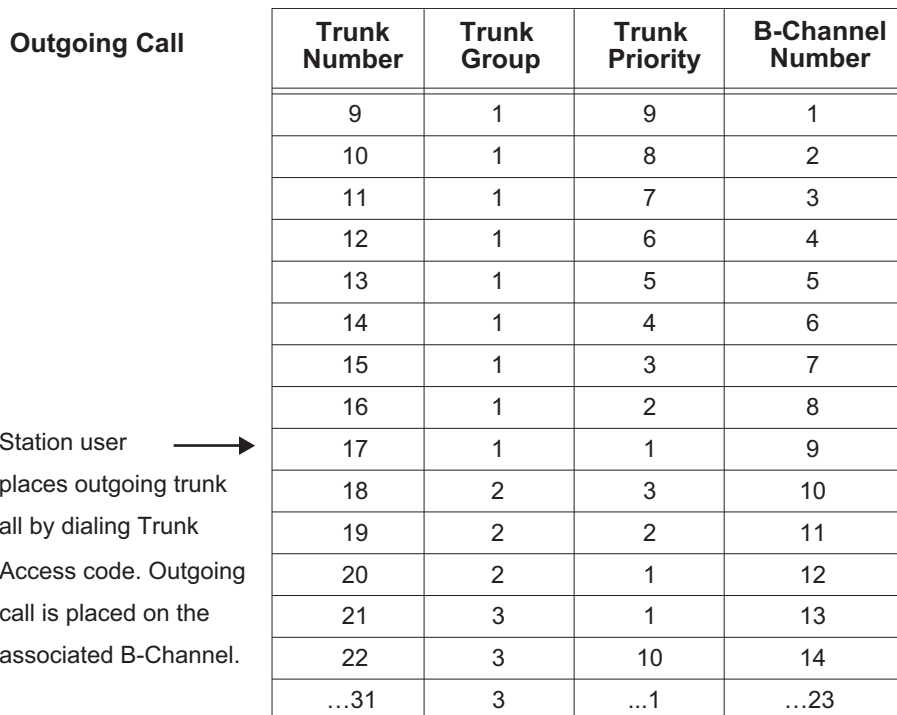 Outgoing Call
Trunk Number Trunk Group Trunk Priority B-Channel Number
9 1 9 1
10 1 8 2
11 1 7 3
12 1 6 4
13 1 5 5
14 1 4 6
15 1 3 7
16 1 2 8
17 1 1 9
18 2 3 10
19 2 2 11
20 2 1 12
21 3 1 13
22 3 10 14
…31 3 ...1 …23
Station user
places outgoing trunk
all by dialing Trunk
Access code. Outgoing
call is placed on the
associated B-Channel.